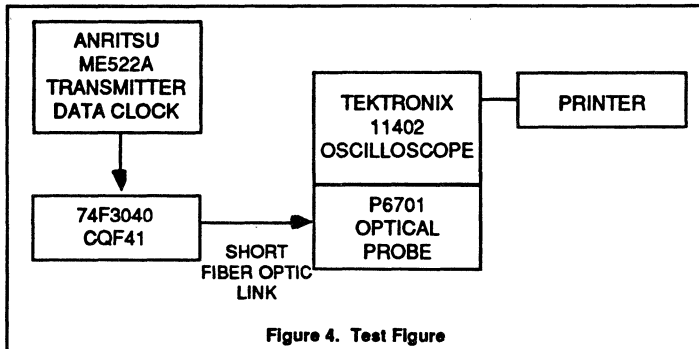 ANRITSU
ME522A
TRANSMITTER
DATA CLOCK
TEKTRONIX
11402
OSCILLOSCOPE
PRINTER
74F3040
CQF41
SHORT
FIBER OPTIC
LINK
P6701
OPTICAL
PROBE
Figure 4. Test Figure